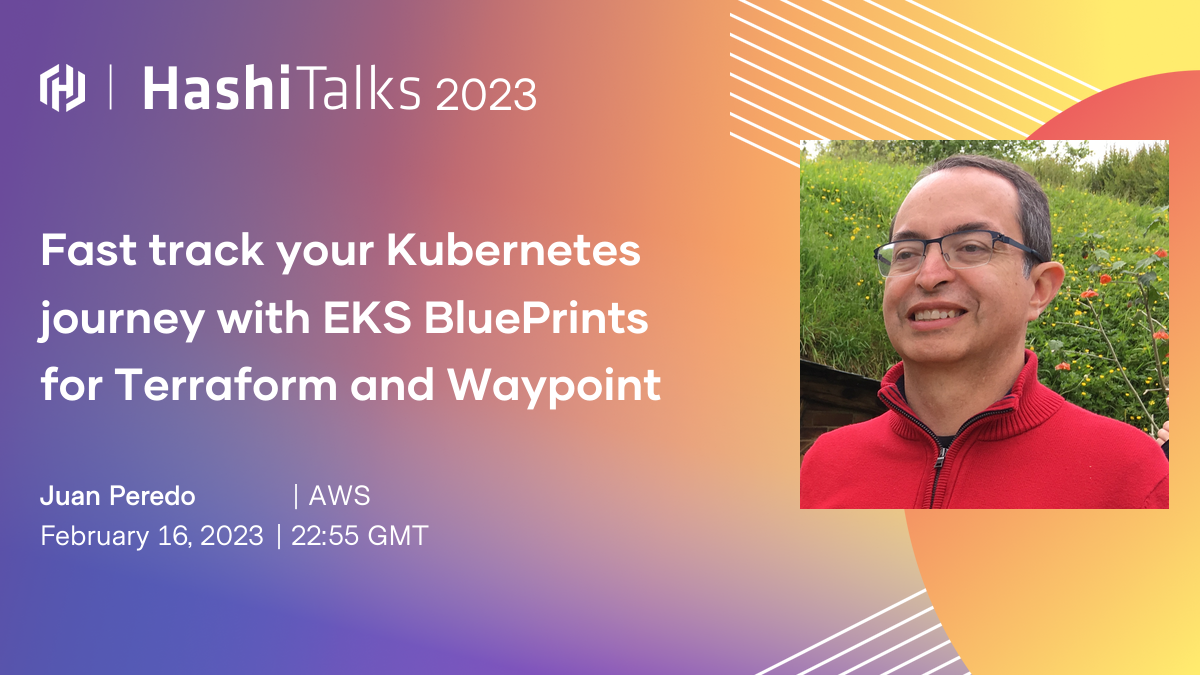 HashiTalks 2023
Fast track your Kubernetes
journey with EKS BluePrints
for Terraform and Waypoint
Juan Peredo | AWS
February 16, 2023 | 22:55 GMT